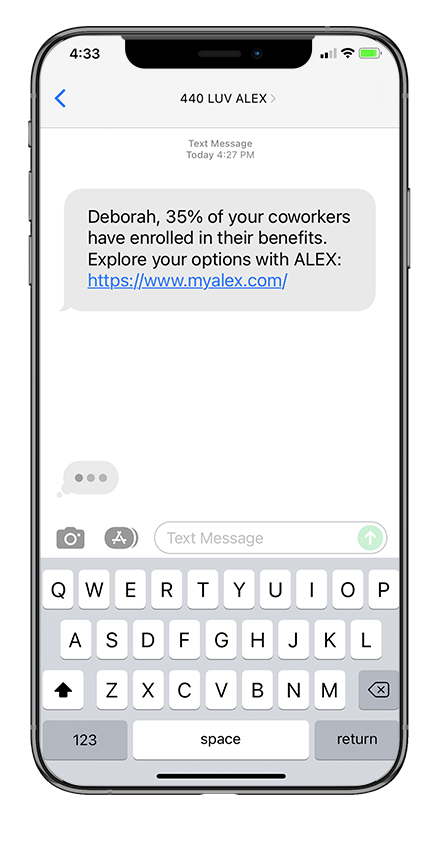 4:33
440 LUV ALEX
Text Message
Today 4:27 PM
Deborah, 35% of your coworkers
have enrolled in their benefits.
Explore your options with ALEX:
https://www.myalex.com/
Text Message
Q W E R T Y U I O P
A S D F G H J K L
Z X C V B N M
123 space return